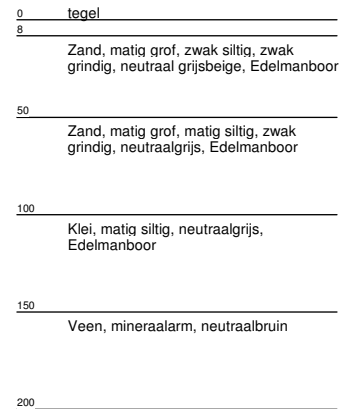 0 tegel
8
Zand, matig grof, zwak siltig, zwak
grindig, neutraal grijsbeige, Edelmanboor
50
Zand, matig grof, matig siltig, zwak
grindig, neutraalgrijs, Edelmanboor
100
Klei, matig siltig, neutraalgrijs,
Edelmanboor
150
Veen, mineraalarm, neutraalbruin
200